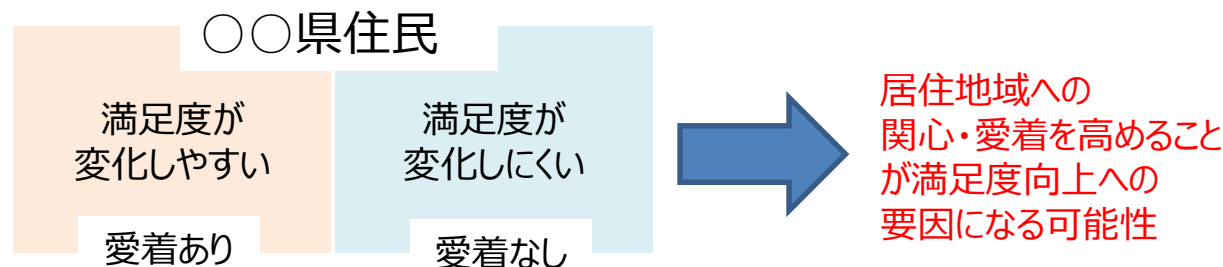 ○○県住民
満足度が
変化しやすい
愛着あり
満足度が
変化しにくい
愛着なし
居住地域への
関心・愛着を高めること
が満足度向上への
要因になる可能性